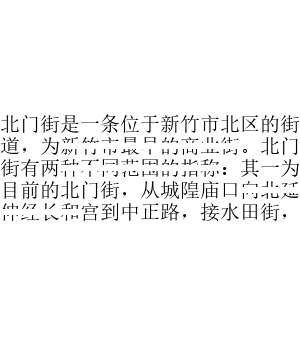 北门街是一条位于新竹市北区的街
道，为新竹市最早的商业街。北门
街有两种不同范围的指称：其一为
目前的北门街，从城隍庙口向北延
伸经长和宫到中正路，接水田街，